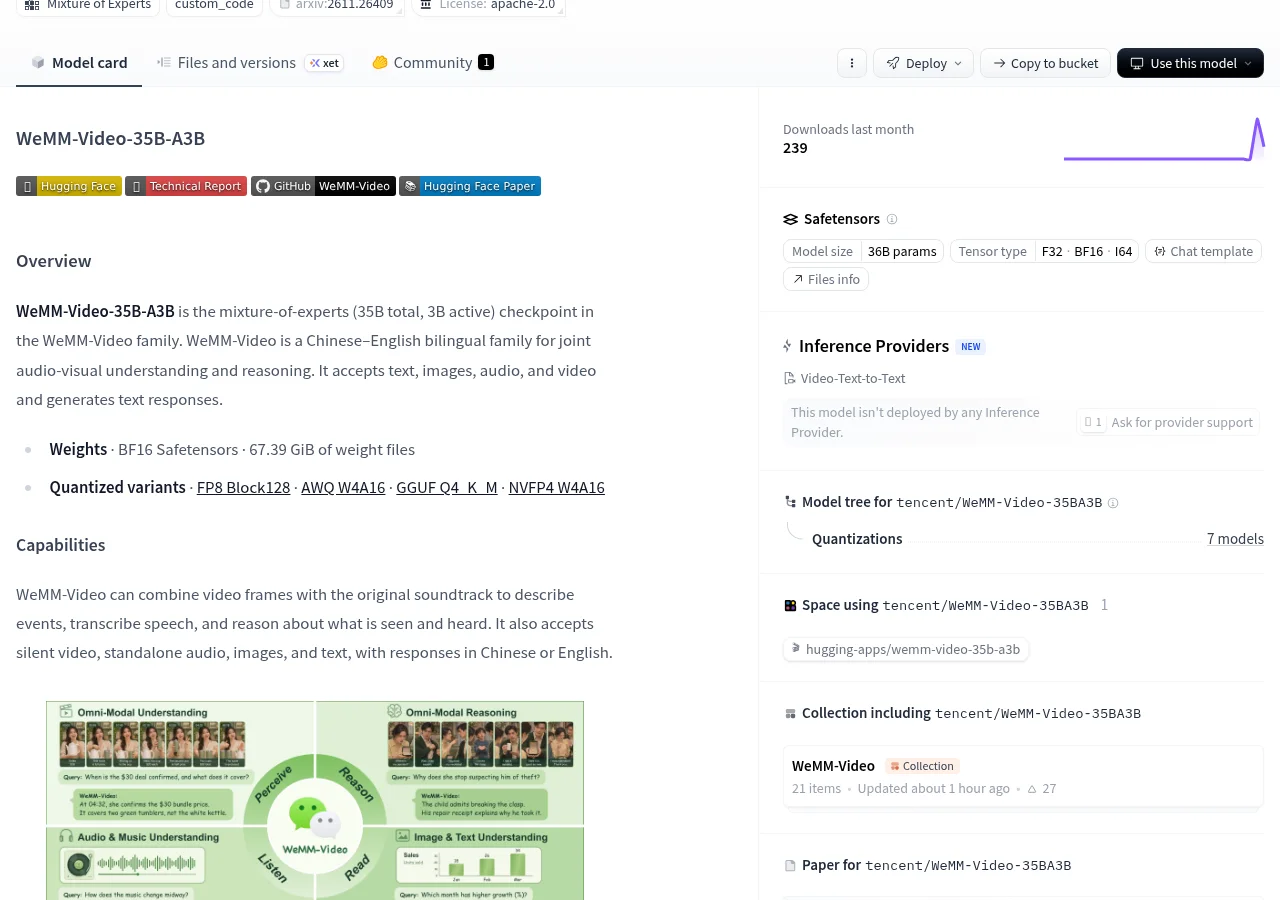 Mixture of Experts
custom_code
arxiv:2611.26409
License: apache-2.0
Model card
Files and versions
xet
Community
1
Deploy
Copy to bucket
Use this model
WeMM-Video-35B-A3B
Hugging Face
Technical Report
GitHub WeMM-Video
Hugging Face Paper
Overview
WeMM-Video-35B-A3B is the mixture-of-experts (35B total, 3B active) checkpoint in
the WeMM-Video family. WeMM-Video is a Chinese–English bilingual family for joint
audio-visual understanding and reasoning. It accepts text, images, audio, and video
and generates text responses.
Weights · BF16 Safetensors · 67.39 GiB of weight files
Quantized variants · FP8 Block128 · AWQ W4A16 · GGUF Q4_K_M · NVFP4 W4A16
Capabilities
WeMM-Video can combine video frames with the original soundtrack to describe
events, transcribe speech, and reason about what is seen and heard. It also accepts
silent video, standalone audio, images, and text, with responses in Chinese or English.
Omni-Modal Understanding
Query: When is the $30 deal confirmed, and what does it cover?
WeMM-Video:
At 04:32, she confirms the $30 bundle price.
It covers two green tumblers, not the white kettle.
Omni-Modal Reasoning
Query: Why does she stop suspecting him of theft?
WeMM-Video:
The child admits breaking the clasp.
His repair receipt explains why he took it.
Perceive
Reason
Listen
Read
WeMM-Video
Audio & Music Understanding
Query: How does the music change midway?
Image & Text Understanding
Sales
Jan
Feb
Mar
Query: Which month has higher growth (%)?
Downloads last month
239
Safetensors
Model size 36B params
Tensor type F32 · BF16 · I64
Chat template
Files info
Inference Providers NEW
Video-Text-to-Text
This model isn't deployed by any Inference
Provider.
1 Ask for provider support
Model tree for tencent/WeMM-Video-35BA3B
Quantizations
7 models
Space using tencent/WeMM-Video-35BA3B 1
hugging-apps/wemm-video-35b-a3b
Collection including tencent/WeMM-Video-35BA3B
WeMM-Video Collection
21 items • Updated about 1 hour ago • 27
Paper for tencent/WeMM-Video-35BA3B